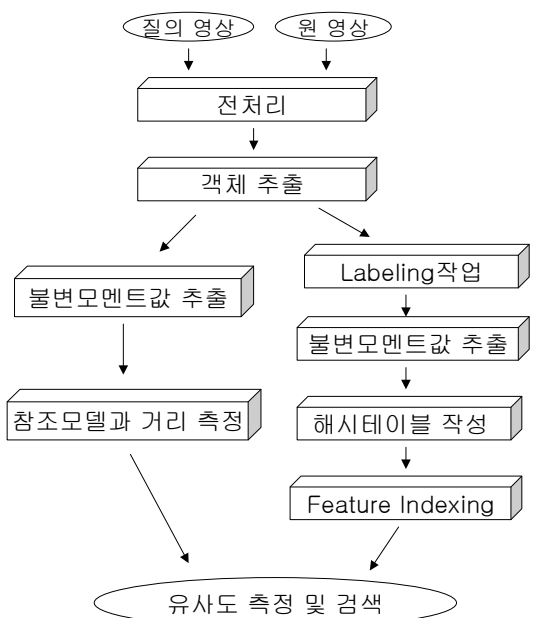 질의 영상
원 영상
전처리
객체 추출
불변모멘트값 추출
참조모델과 거리 측정
Labeling작업
불변모멘트값 추출
해시테이블 작성
Feature Indexing
유사도 측정 및 검색